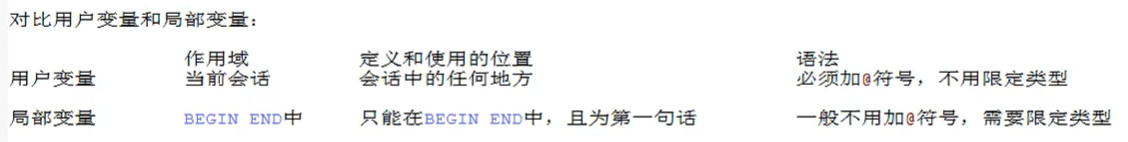 对比用户变量和局部变量：
作用域 定义和使用的位置 语法
用户变量 当前会话 会话中的任何地方 必须加@符号，不用限定类型
局部变量 BEGIN END中 只能在BEGIN END中，且为第一句话 一般不用加@符号，需要限定类型